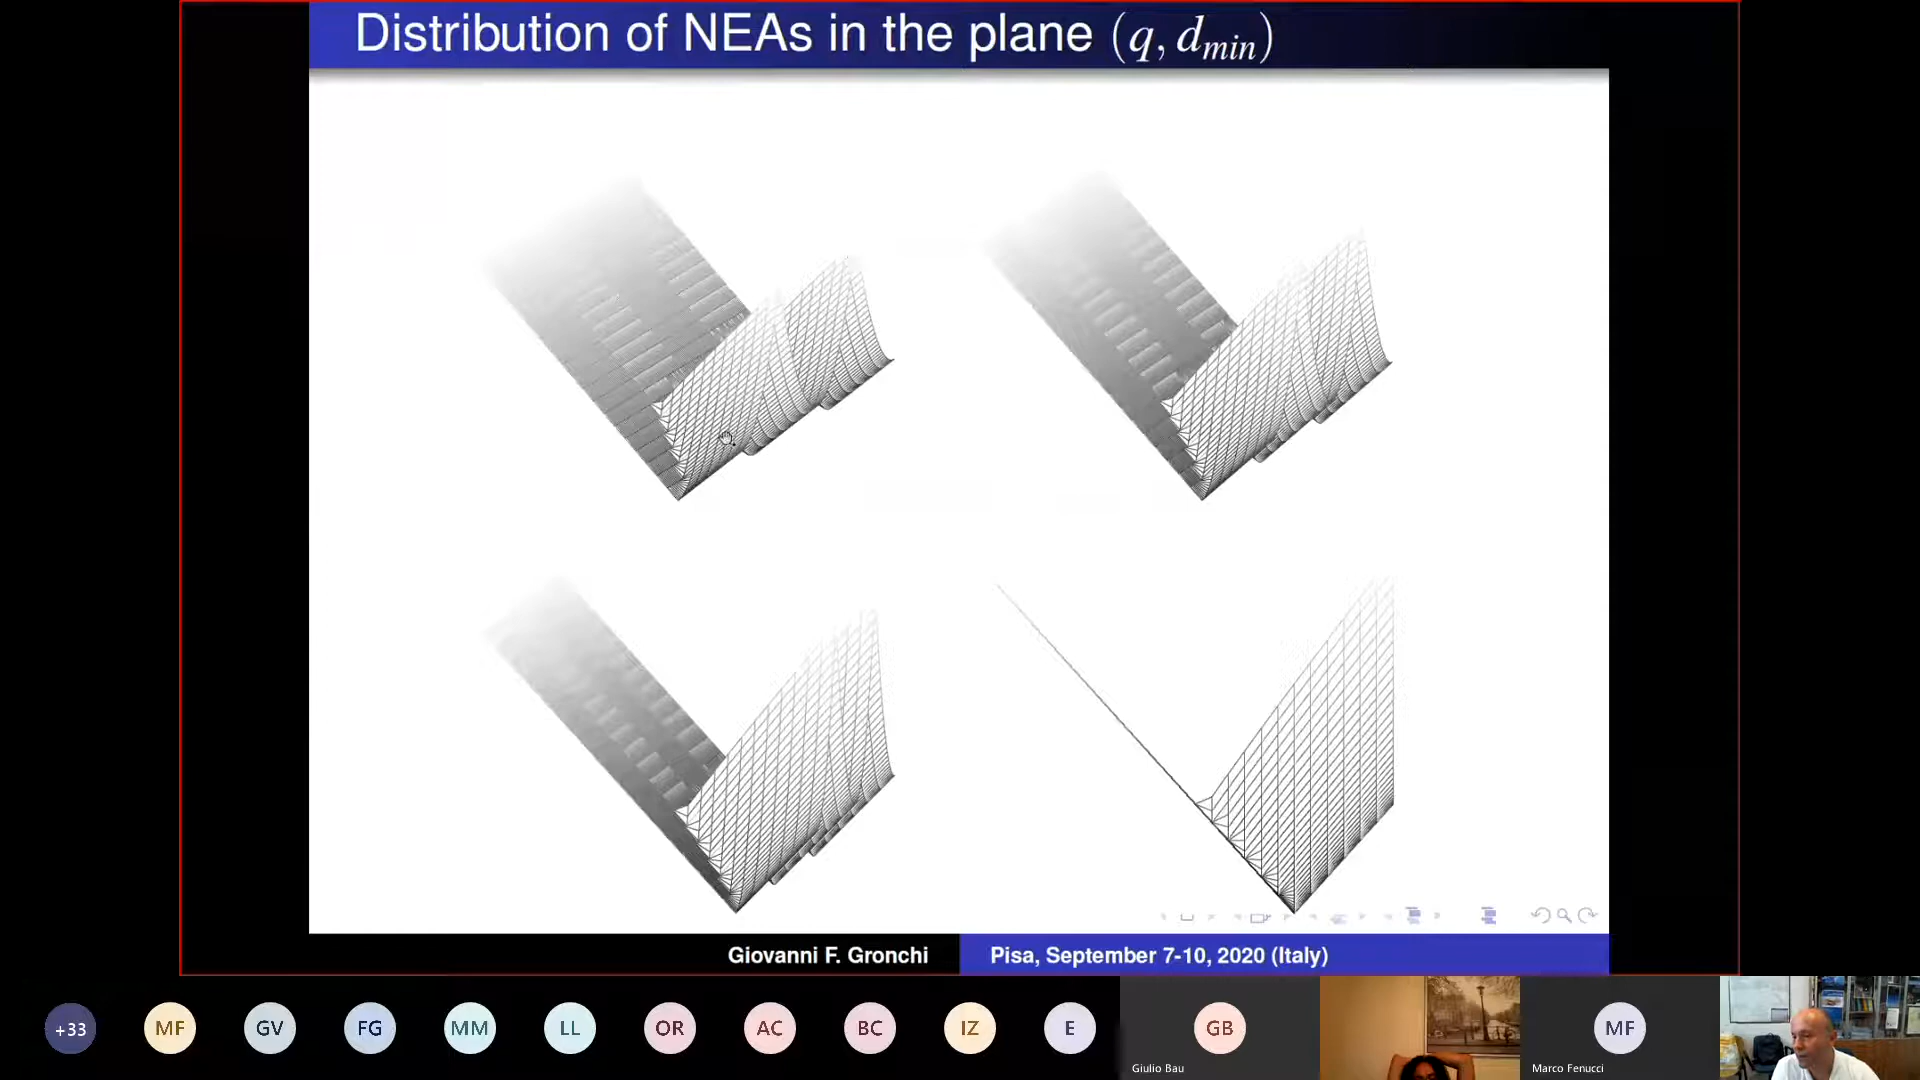 Distribution of NEAs in the plane (q, dmin)
Giovanni F. Gronchi
Pisa, September 7-10, 2020 (Italy)
+33
MF
GV
FG
MM
LL
OR
AC
BC
IZ
E
GB
MF
Giulio Bau
Marco Fenucci